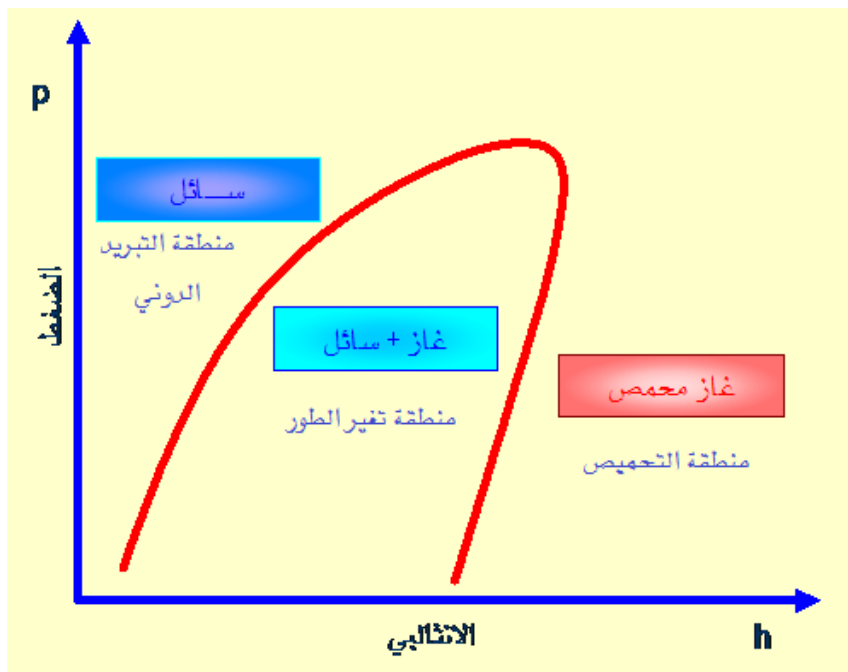 p
سـائل
منطقة التبريد
الدوني
الضغط
غاز + سائل
منطقة تغير الطور
غاز محمص
منطقة التحميص
الانثالبي
h